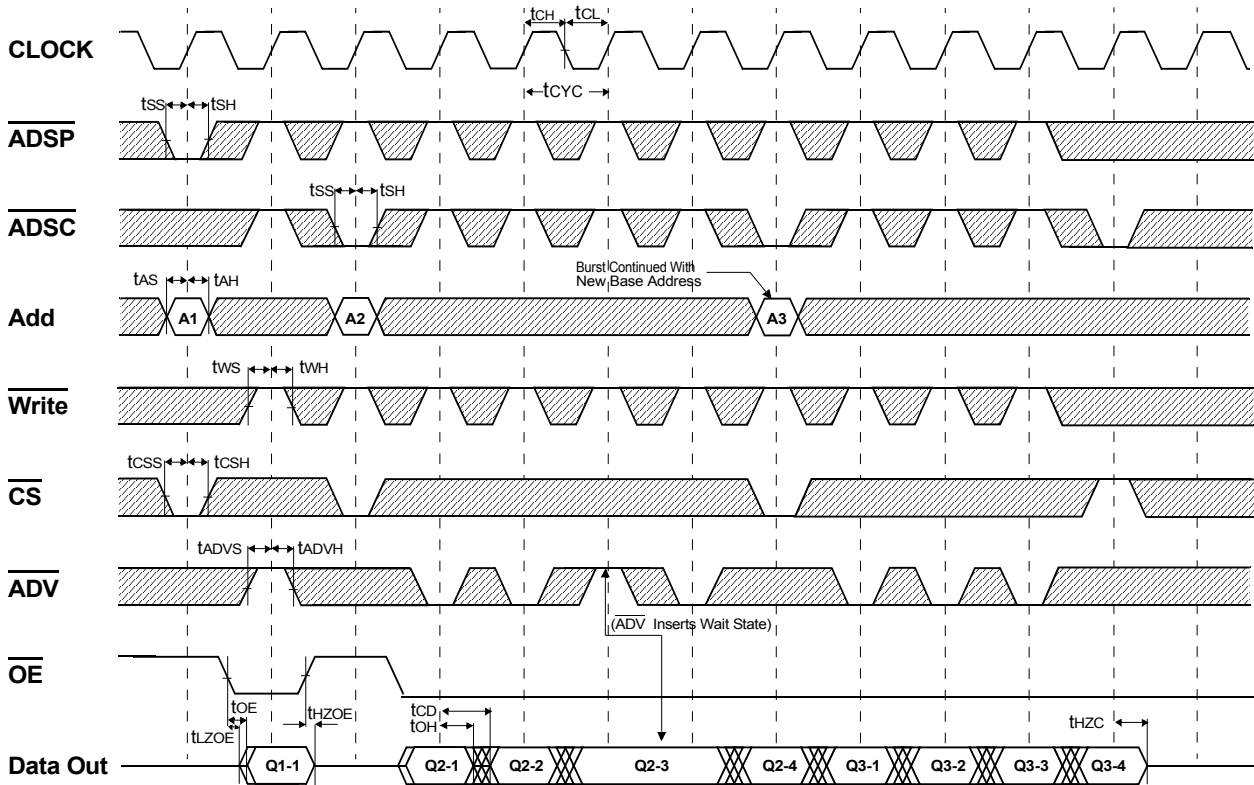 tCH tCL
CLOCK
tCYC
tSS tSH
ADSP
tSS tSH
ADSC
Burst Continued With
New Base Address
tAS tAH
Add
A1 A2 A3
tWS tWH
Write
tCSS tCSH
CS
tADVS tADVH
ADV
(ADV Inserts Wait State)
OE
tOE tHZOE tCD
tLZOE tOH tHZC
Data Out
Q1-1 Q2-1 Q2-2 Q2-3 Q2-4 Q3-1 Q3-2 Q3-3 Q3-4